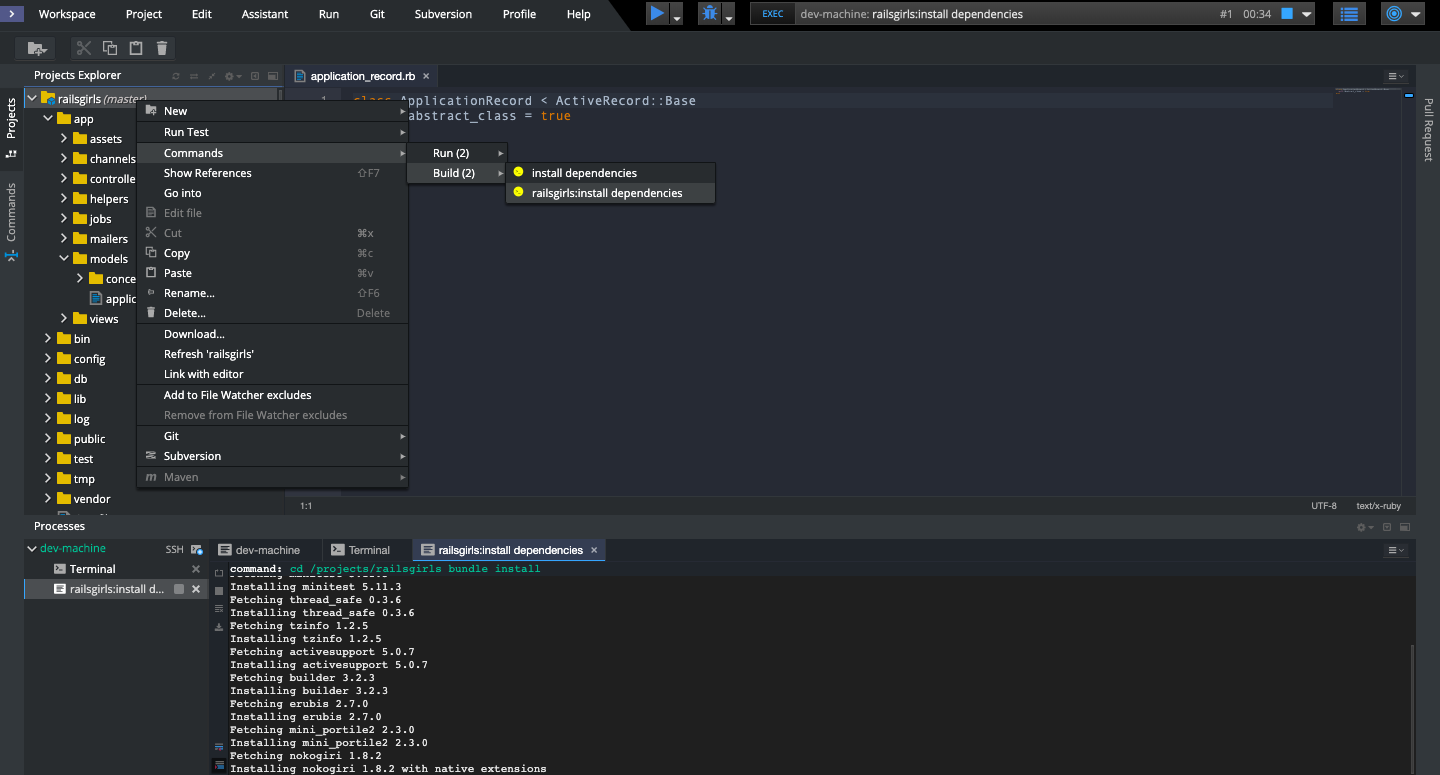 Workspace Project Edit Assistant Run Git Subversion Profile Help
EXEC dev-machine: railsgirls:install dependencies #1 00:34
Projects Explorer
application_record.rb
Projects
Commands
Pull Request
railsgirls (master)
app
assets
channels
controlle
helpers
jobs
mailers
models
conce
applic
views
bin
config
db
lib
log
public
test
tmp
vendor
1
class ApplicationRecord < ActiveRecord::Base
abstract_class = true
New
Run Test
Commands
Show References ⇧F7
Go into
Edit file
Cut ⌘x
Copy ⌘c
Paste ⌘v
Rename... ⇧F6
Delete... Delete
Download...
Refresh 'railsgirls'
Link with editor
Add to File Watcher excludes
Remove from File Watcher excludes
Git
Subversion
Maven
Run (2)
Build (2)
install dependencies
railsgirls:install dependencies
1:1 UTF-8 text/x-ruby
Processes
dev-machine SSH
Terminal
railsgirls:install d...
dev-machine Terminal railsgirls:install dependencies
command: cd /projects/railsgirls bundle install
Installing minitest 5.11.3
Fetching thread_safe 0.3.6
Installing thread_safe 0.3.6
Fetching tzinfo 1.2.5
Installing tzinfo 1.2.5
Fetching activesupport 5.0.7
Installing activesupport 5.0.7
Fetching builder 3.2.3
Installing builder 3.2.3
Fetching erubis 2.7.0
Installing erubis 2.7.0
Fetching mini_portile2 2.3.0
Installing mini_portile2 2.3.0
Fetching nokogiri 1.8.2
Installing nokogiri 1.8.2 with native extensions